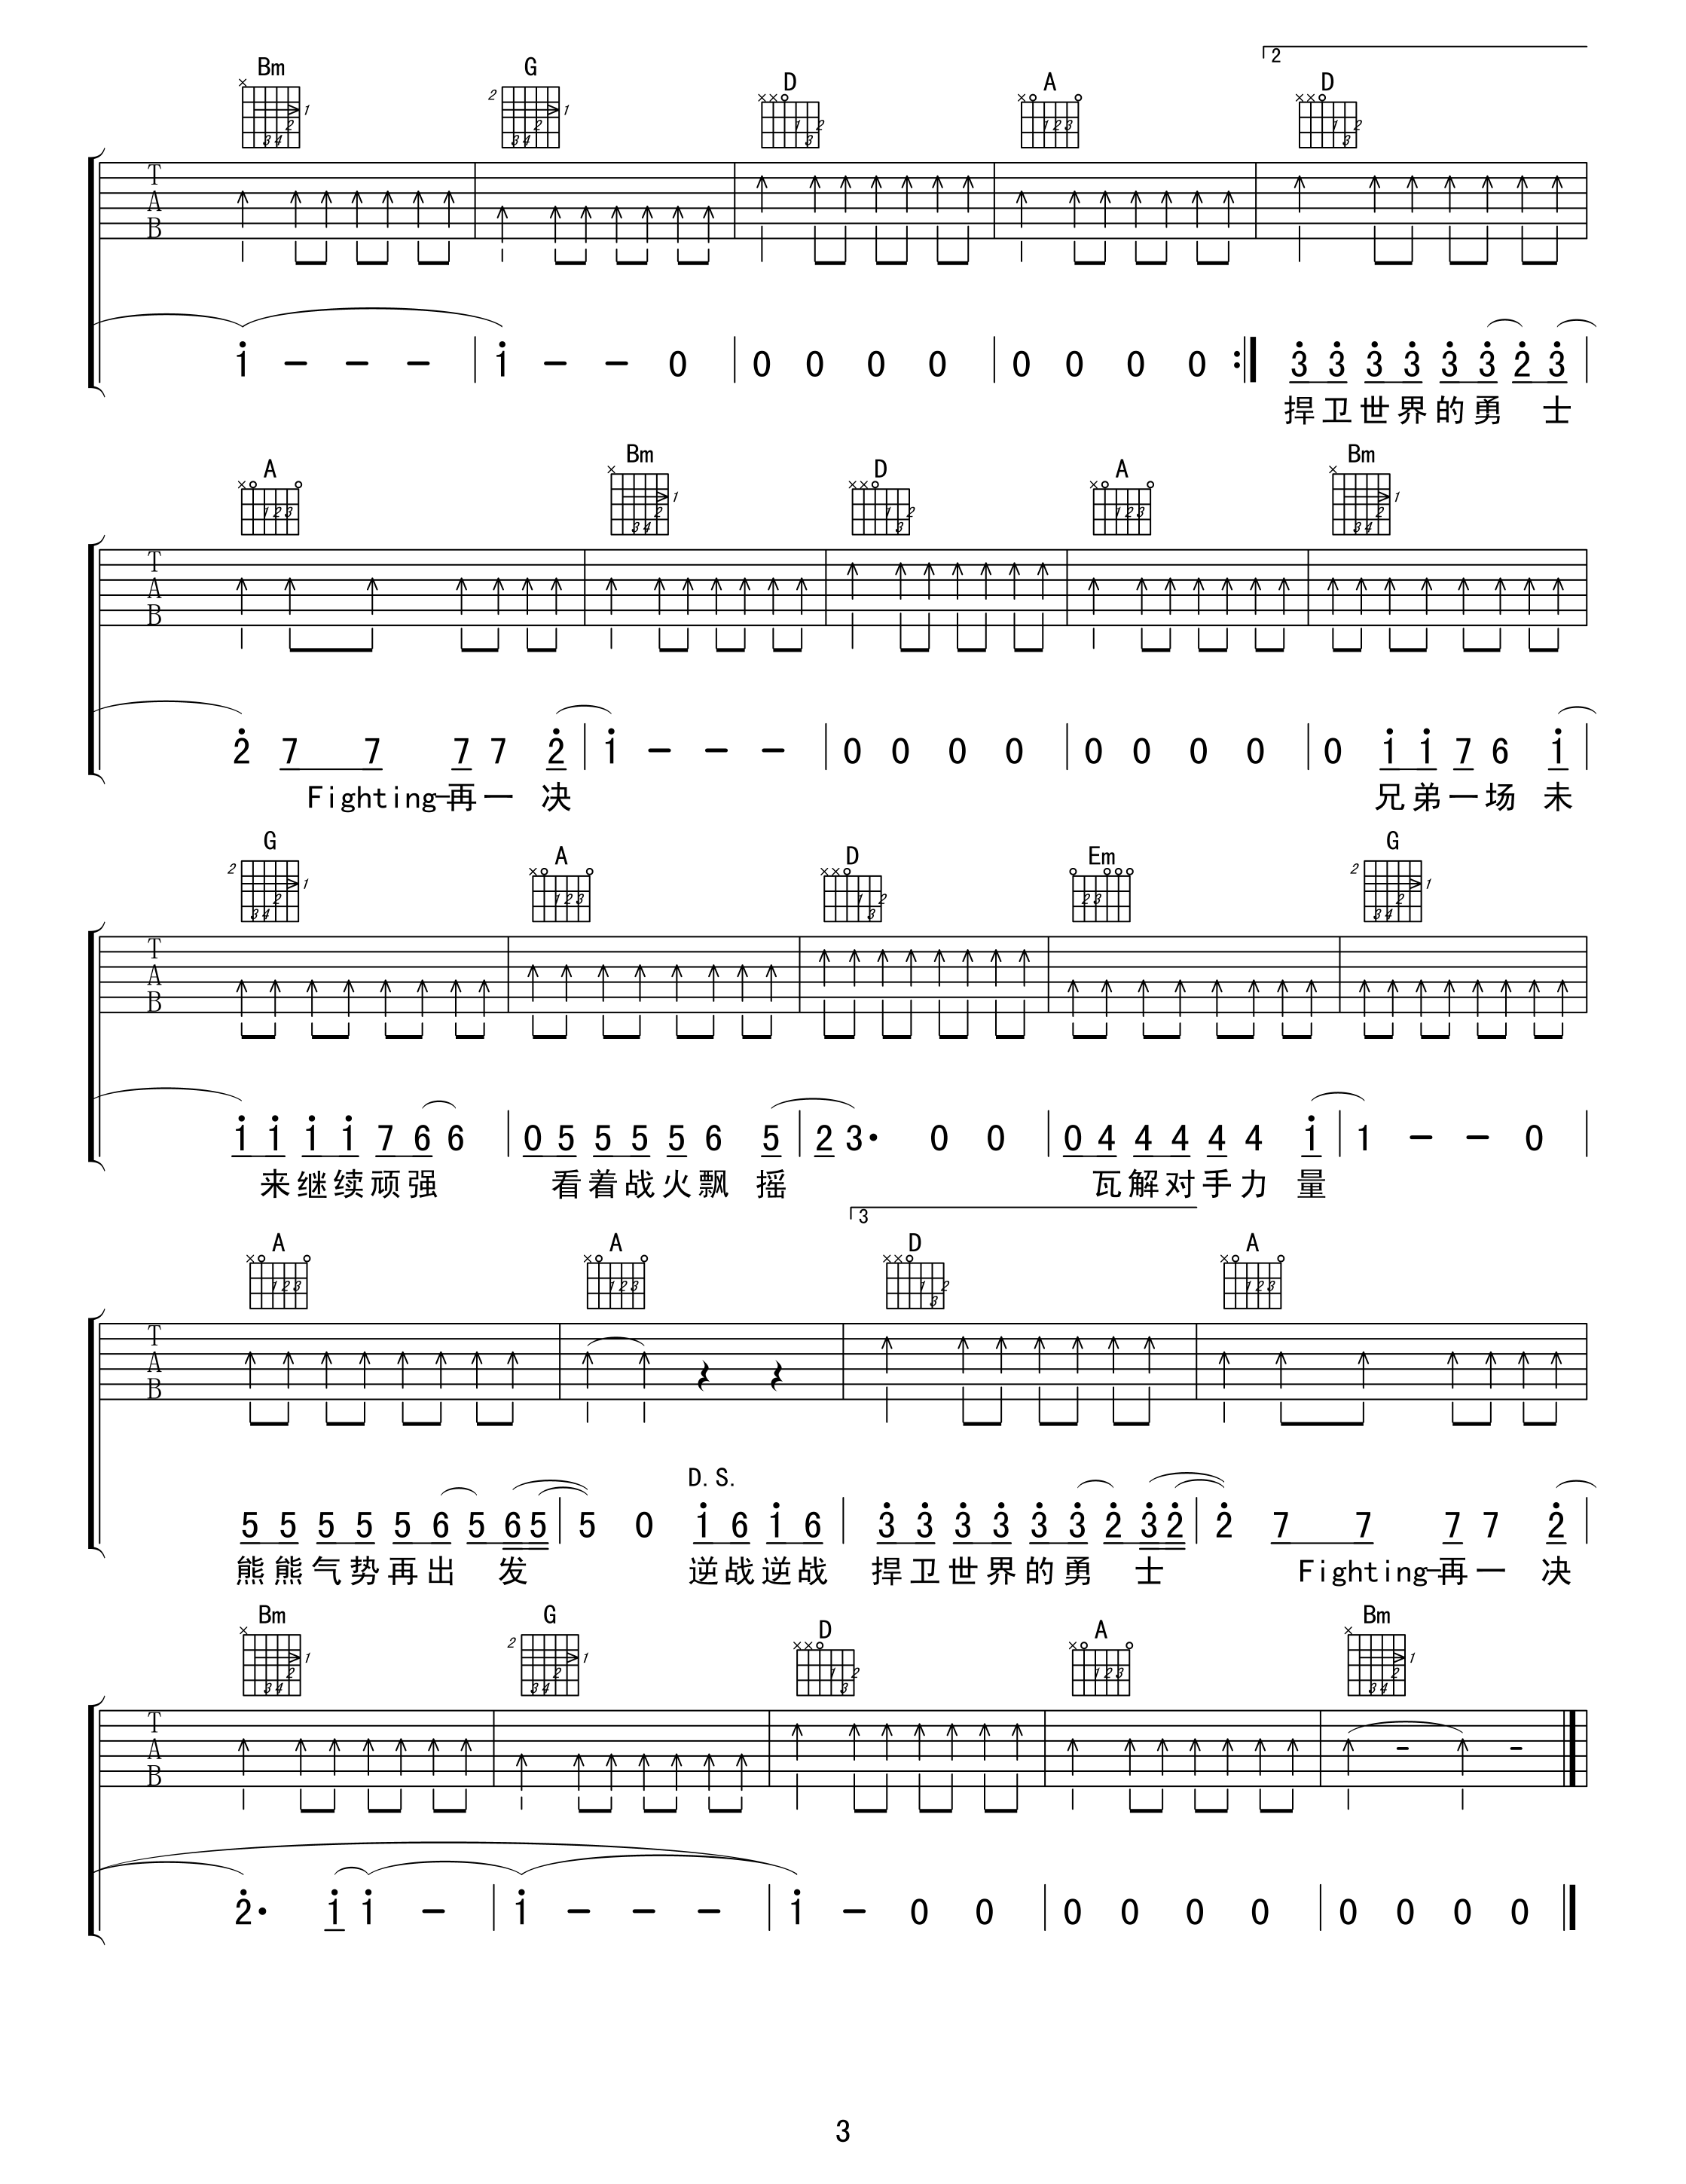 2
Bm G D A D
T A B
i - - - | i - - 0 | 0 0 0 0 | 0 0 0 0 :| 3̇ 3̇ 3̇ 3̇ 3̇ 3̇ 2̇ 3̇ |
捍卫世界的勇 士
A Bm D A Bm
T A B
2̇ 7 7 7 7 2̇ | i - - - | 0 0 0 0 | 0 0 0 0 | 0 i i 7 6 i
Fighting-再一 决 兄弟一场 未
G A D Em G
T A B
i i i i 7 6 6 | 0 5 5 5 5 6 5 | 2 3· 0 0 | 0 4 4 4 4 4 i | 1 - - 0 |
来继续顽强 看着战火飘 摇 瓦解对手力 量
3
A A D A
T A B
D.S.
5 5 5 5 5 6 5 6 5 | 5 0 i 6 i 6 | 3̇ 3̇ 3̇ 3̇ 3̇ 3̇ 2̇ 3̇ 2̇ | 2̇ 7 7 7 7 2̇ |
熊熊气势再出 发 逆战逆战 捍卫世界的勇 士 Fighting-再一 决
Bm G D A Bm
T A B
2̇· i i - | i - - - | i - 0 0 | 0 0 0 0 | 0 0 0 0 ||
3